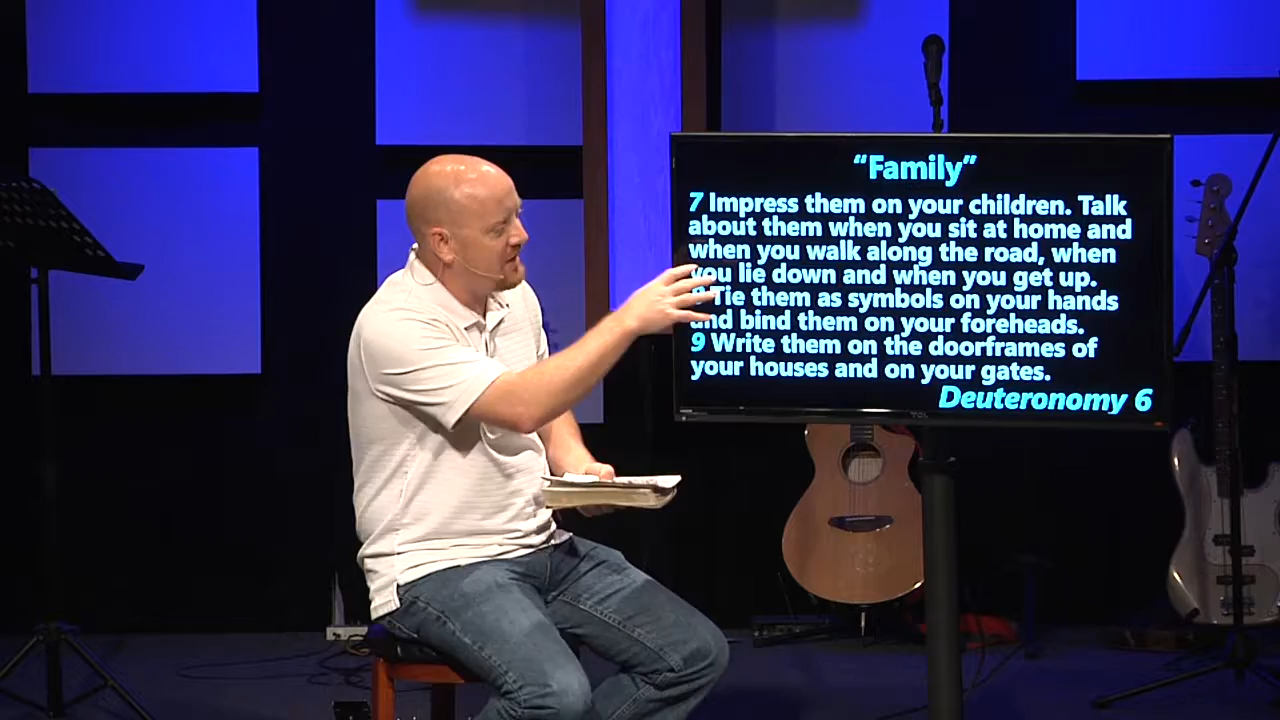 “Family”
7 Impress them on your children. Talk
about them when you sit at home and
when you walk along the road, when
you lie down and when you get up.
Tie them as symbols on your hands
and bind them on your foreheads.
9 Write them on the doorframes of
your houses and on your gates.
Deuteronomy 6
TCL